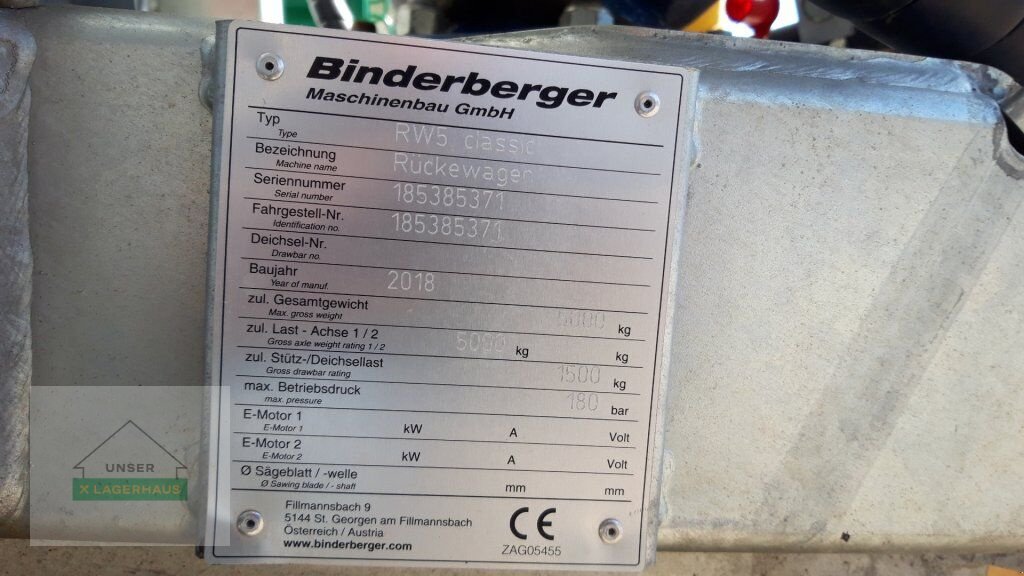 Binderberger
Maschinenbau GmbH
Typ RW5 classic
Type
Bezeichnung Rückewagen
Machine name
Seriennummer 185385371
Serial number
Fahrgestell-Nr. 185385371
Identification no.
Deichsel-Nr.
Drawbar no.
Baujahr 2018
Year of manuf.
zul. Gesamtgewicht kg
Max. gross weight
zul. Last - Achse 1 / 2 5000 kg kg
Gross axle weight rating 1 / 2
zul. Stütz-/Deichsellast 1500 kg
Gross drawbar rating
max. Betriebsdruck 180 bar
max. pressure
E-Motor 1 kW A Volt
E-Motor 1
E-Motor 2 kW A Volt
E-Motor 2
Ø Sägeblatt / -welle mm mm
Ø Sawing blade / - shaft
Fillmannsbach 9
5144 St. Georgen am Fillmannsbach
Österreich / Austria
www.binderberger.com
CE
ZAG05455
UNSER
X LAGERHAUS